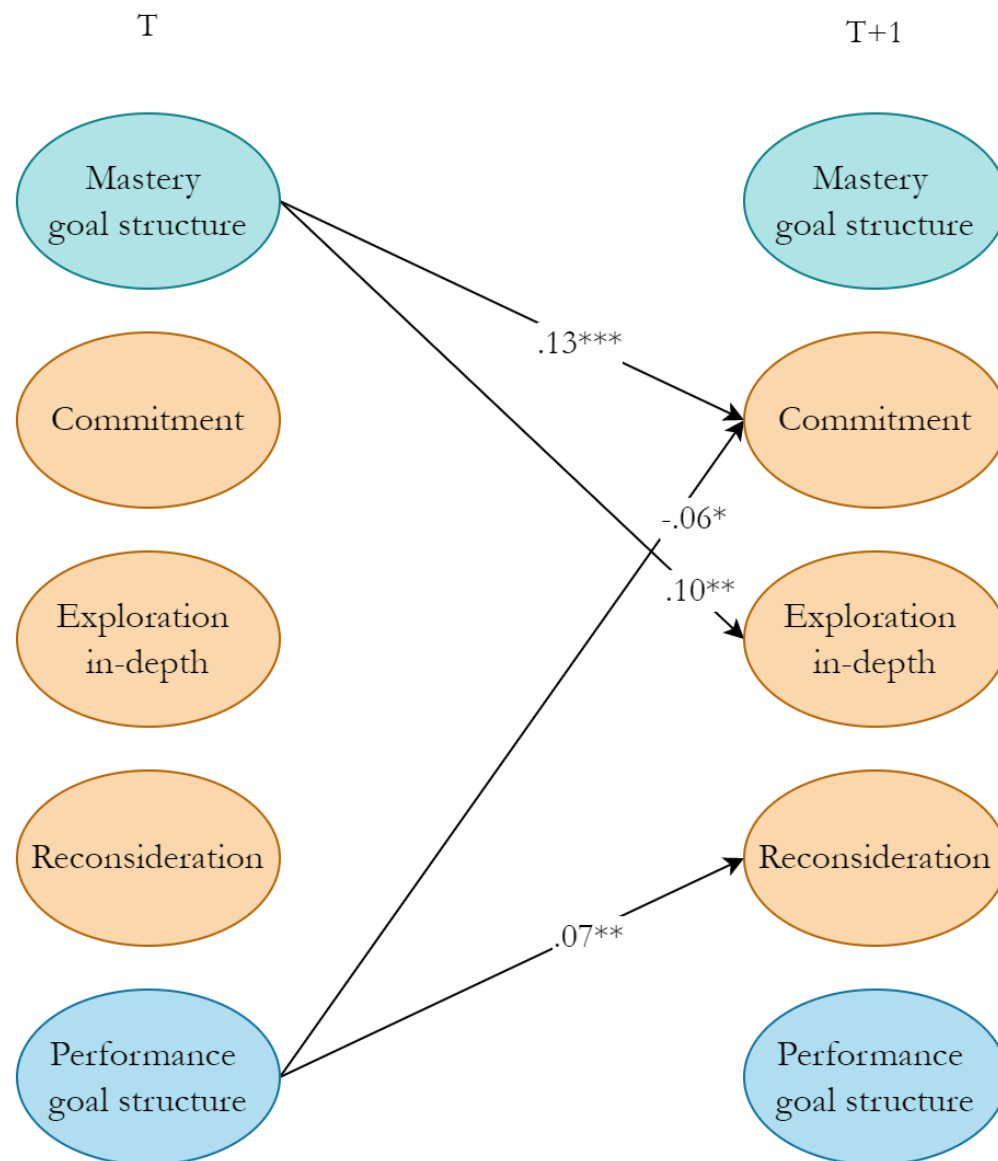 T
T+1
Mastery
goal structure
Mastery
goal structure
.13***
Commitment
Commitment
-.06*
.10**
Exploration
in-depth
Exploration
in-depth
Reconsideration
Reconsideration
.07**
Performance
goal structure
Performance
goal structure